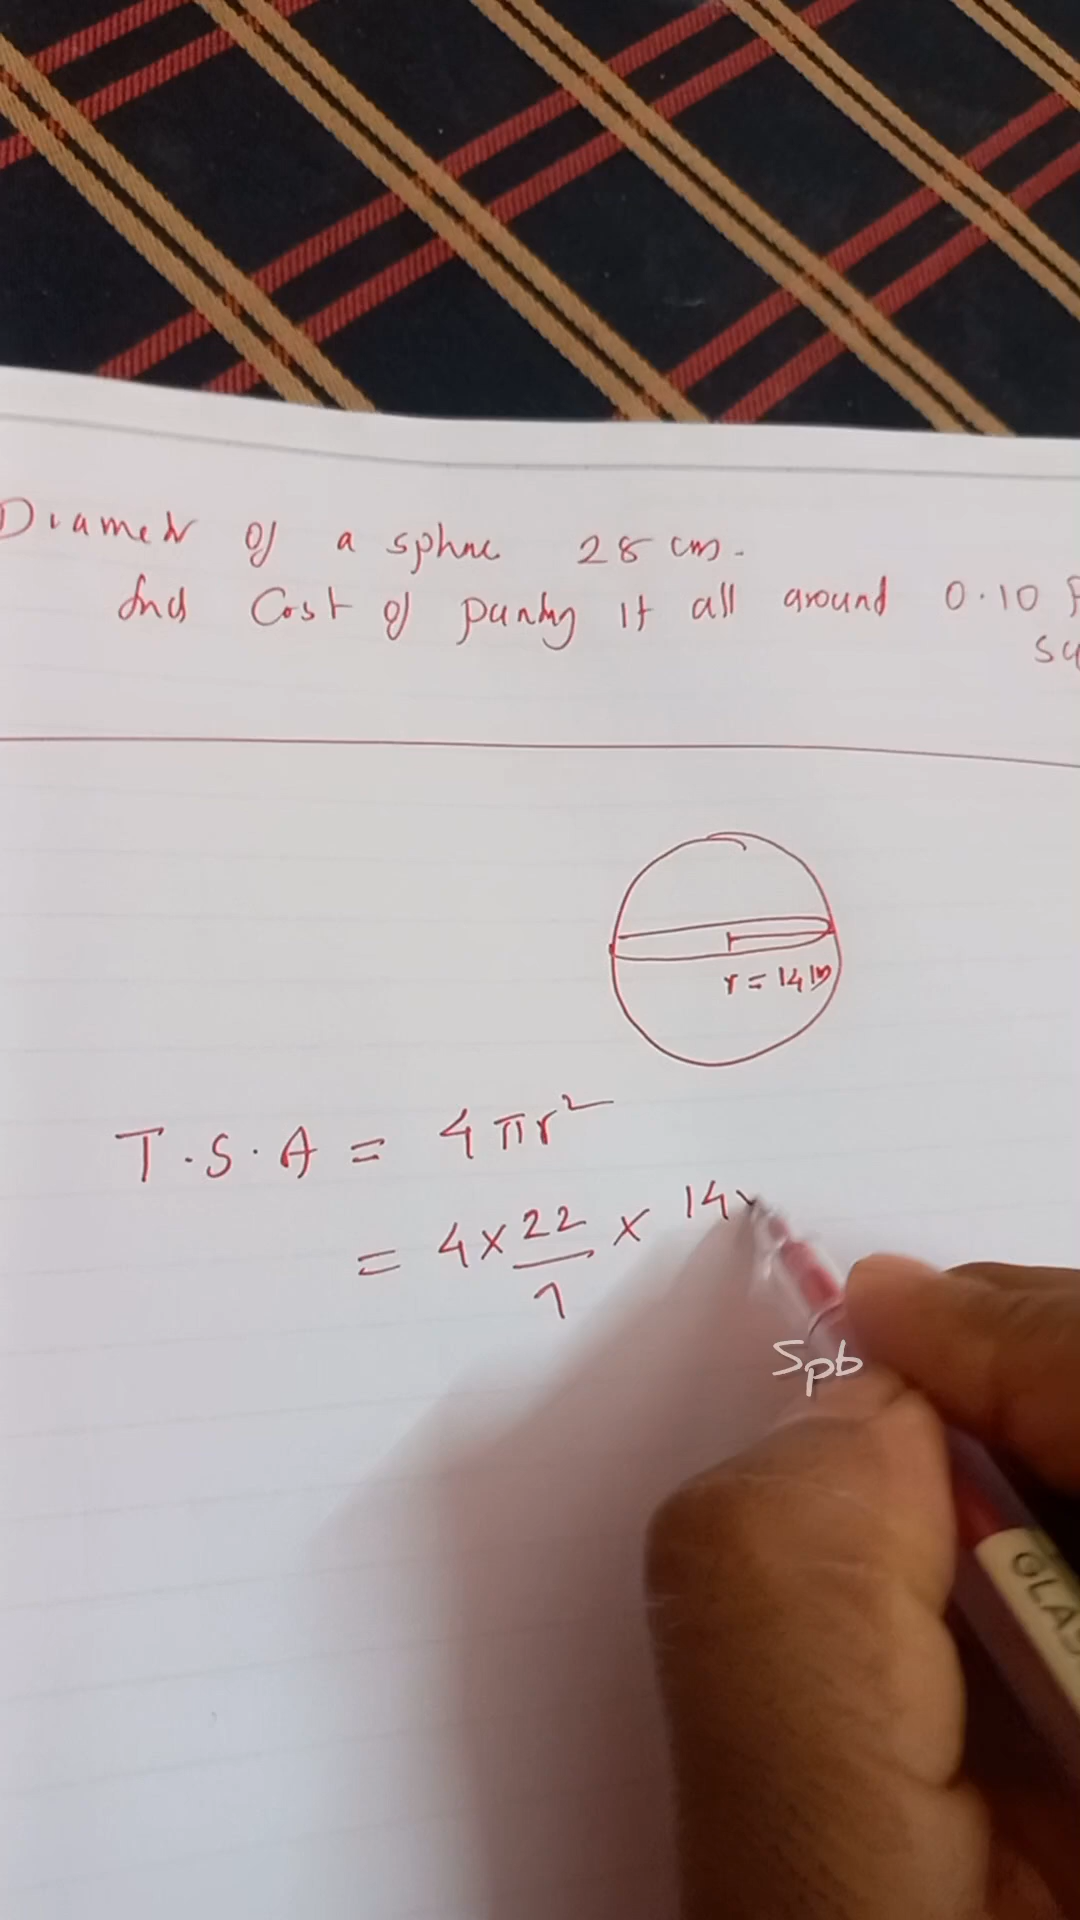 Diameter of a sphere 28 cm.
find Cost of painting it all around 0.10
r = 14 cm
T.S.A = 4πr²
= 4 × 22/7 × 14 ×
Spb
GLAS